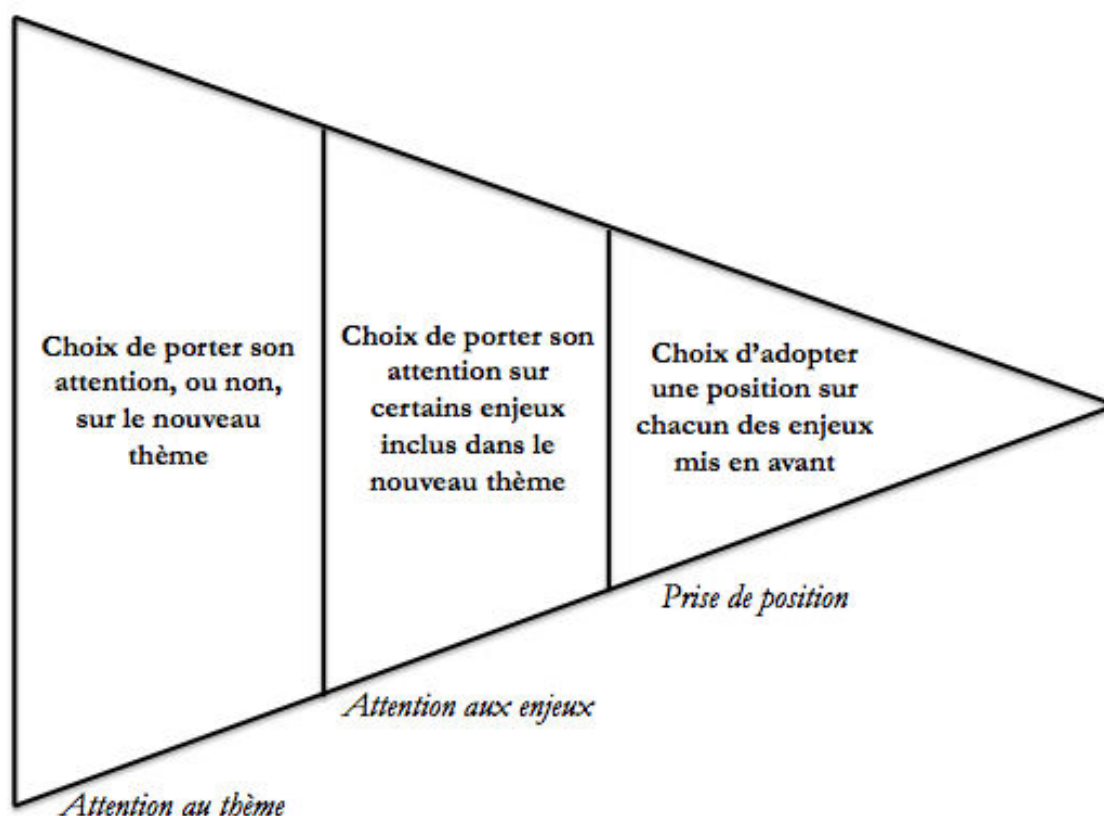 Choix de porter son
attention, ou non,
sur le nouveau
thème
Choix de porter son
attention sur
certains enjeux
inclus dans le
nouveau thème
Choix d'adopter
une position sur
chacun des enjeux
mis en avant
Prise de position
Attention aux enjeux
Attention au thème